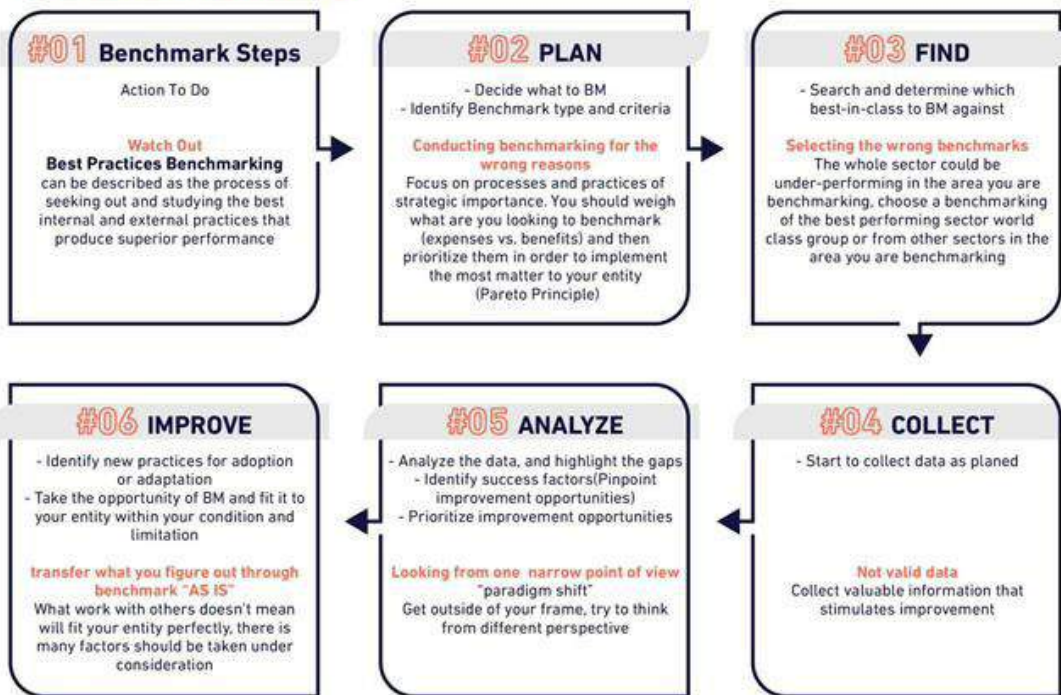 #01 Benchmark Steps
Action To Do
Watch Out
Best Practices Benchmarking
can be described as the process of
seeking out and studying the best
internal and external practices that
produce superior performance
#02 PLAN
- Decide what to BM
- Identify Benchmark type and criteria
Conducting benchmarking for the
wrong reasons
Focus on processes and practices of
strategic importance. You should weigh
what are you looking to benchmark
(expenses vs. benefits) and then
prioritize them in order to implement
the most matter to your entity
(Pareto Principle)
#03 FIND
- Search and determine which
best-in-class to BM against
Selecting the wrong benchmarks
The whole sector could be
under-performing in the area you are
benchmarking, choose a benchmarking
of the best performing sector world
class group or from other sectors in the
area you are benchmarking
#04 COLLECT
- Start to collect data as planed
Not valid data
Collect valuable information that
stimulates improvement
#05 ANALYZE
- Analyze the data, and highlight the gaps
- Identify success factors(Pinpoint
improvement opportunities)
- Prioritize improvement opportunities
Looking from one narrow point of view
"paradigm shift"
Get outside of your frame, try to think
from different perspective
#06 IMPROVE
- Identify new practices for adoption
or adaptation
- Take the opportunity of BM and fit it to
your entity within your condition and
limitation
transfer what you figure out through
benchmark "AS IS"
What work with others doesn't mean
will fit your entity perfectly, there is
many factors should be taken under
consideration